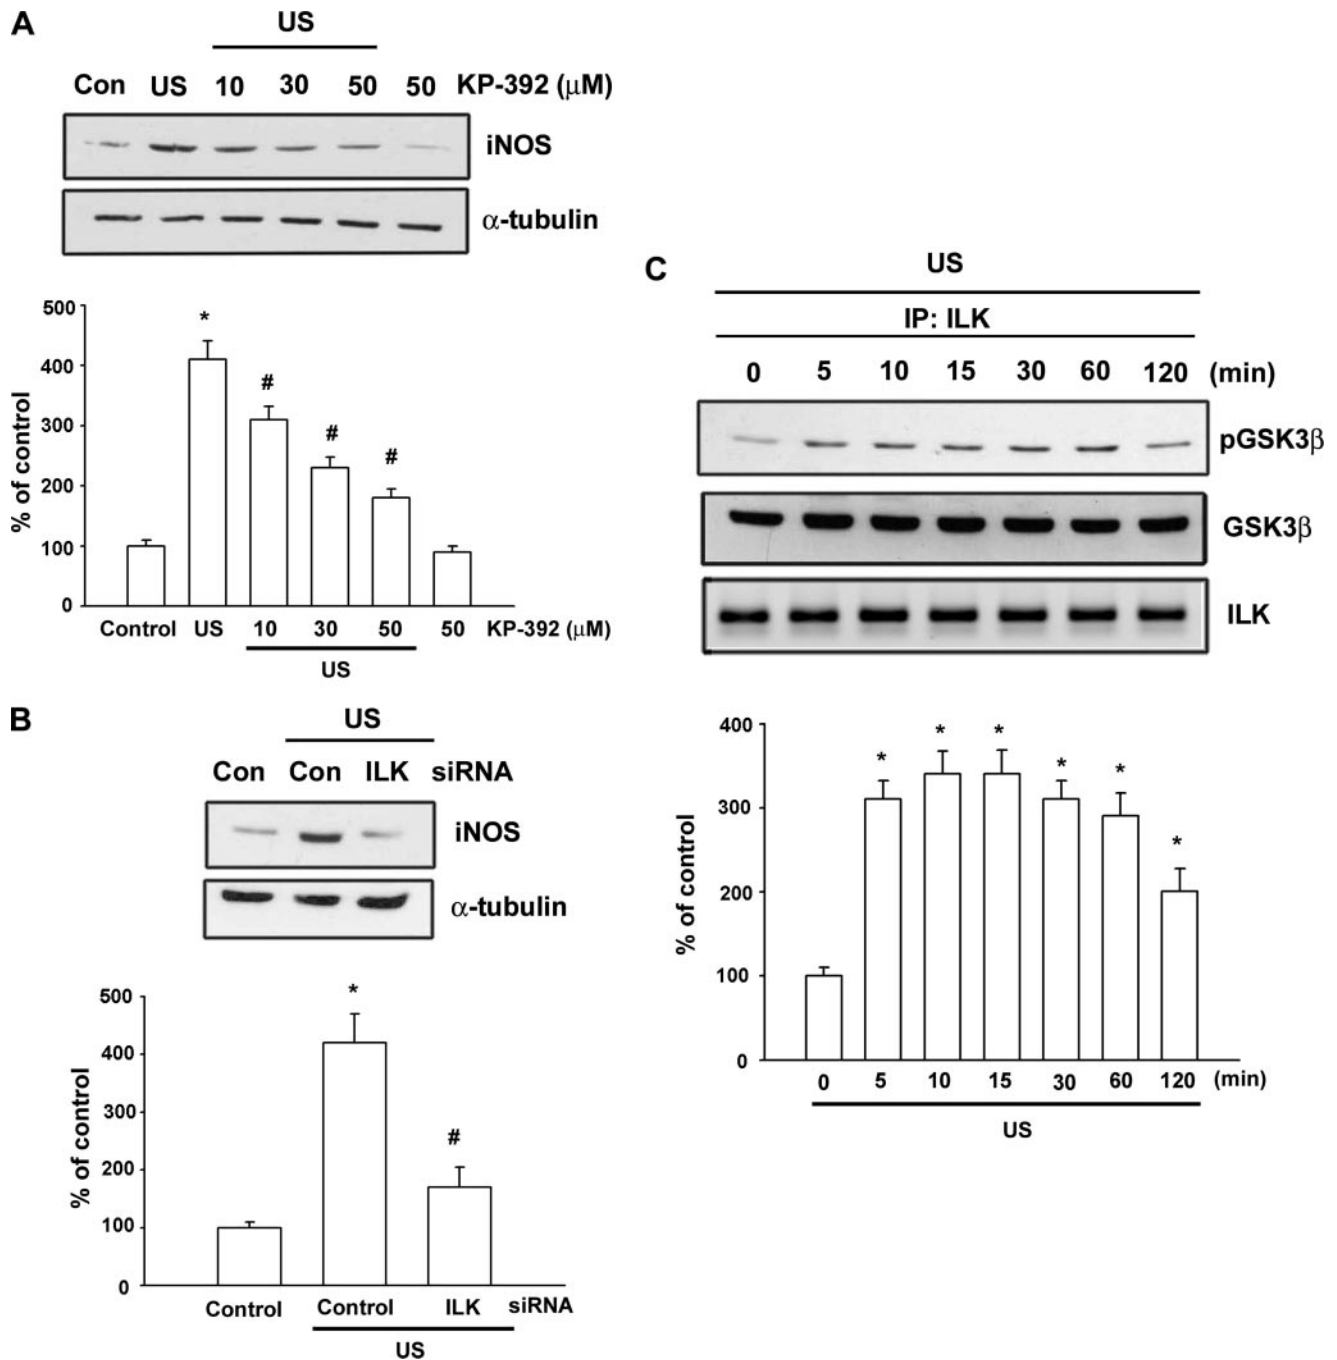 A
US
Con US 10 30 50 50 KP-392 (μM)
iNOS
α-tubulin
500
400
300
200
100
0
% of control
*
#
#
#
Control US 10 30 50 50 KP-392 (μM)
US
B
US
Con Con ILK siRNA
iNOS
α-tubulin
500
400
300
200
100
0
% of control
*
#
Control Control ILK siRNA
US
C
US
IP: ILK
0 5 10 15 30 60 120 (min)
pGSK3β
GSK3β
ILK
400
300
200
100
0
% of control
*
*
*
*
*
*
0 5 10 15 30 60 120 (min)
US